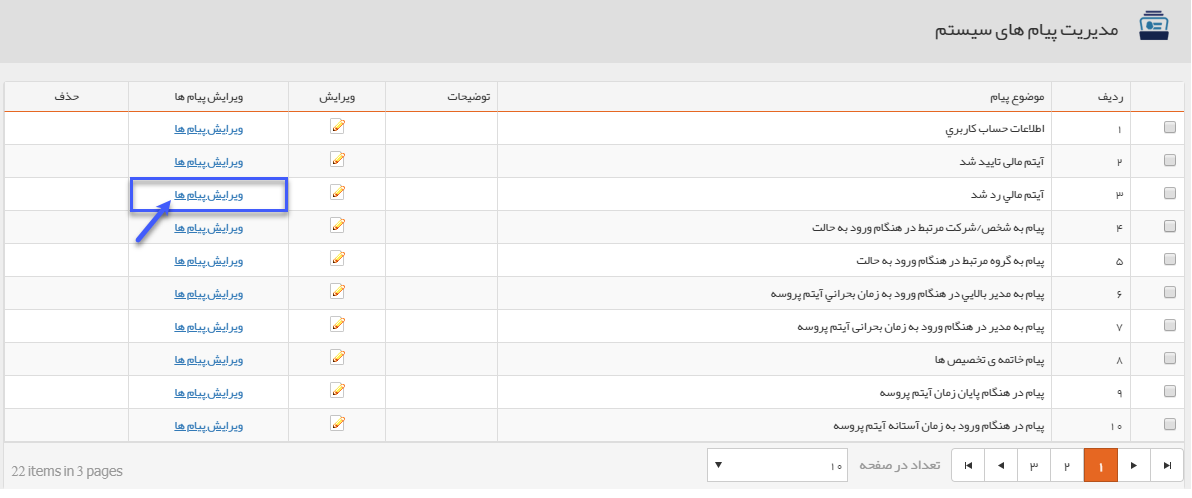 مدیریت پیام های سیستم
ردیف موضوع پیام توضیحات ویرایش ویرایش پیام ها حذف
۱ اطلاعات حساب کاربري ویرایش پیام ها
۲ آیتم مالی تایید شد ویرایش پیام ها
۳ آیتم مالي رد شد ویرایش پیام ها
۴ پیام به شخص/شرکت مرتبط در هنگام ورود به حالت ویرایش پیام ها
۵ پیام به گروه مرتبط در هنگام ورود به حالت ویرایش پیام ها
۶ پیام به مدیر بالايي در هنگام ورود به زمان بحراني آیتم پروسه ویرایش پیام ها
۷ پیام به مدیر در هنگام ورود به زمان بحرانی آیتم پروسه ویرایش پیام ها
۸ پیام خاتمه ی تخصیص ها ویرایش پیام ها
۹ پیام در هنگام پایان زمان آیتم پروسه ویرایش پیام ها
۱۰ پیام در هنگام ورود به زمان آستانه آیتم پروسه ویرایش پیام ها
۱ ۲ ۳ تعداد در صفحه ۱۰ 22 items in 3 pages